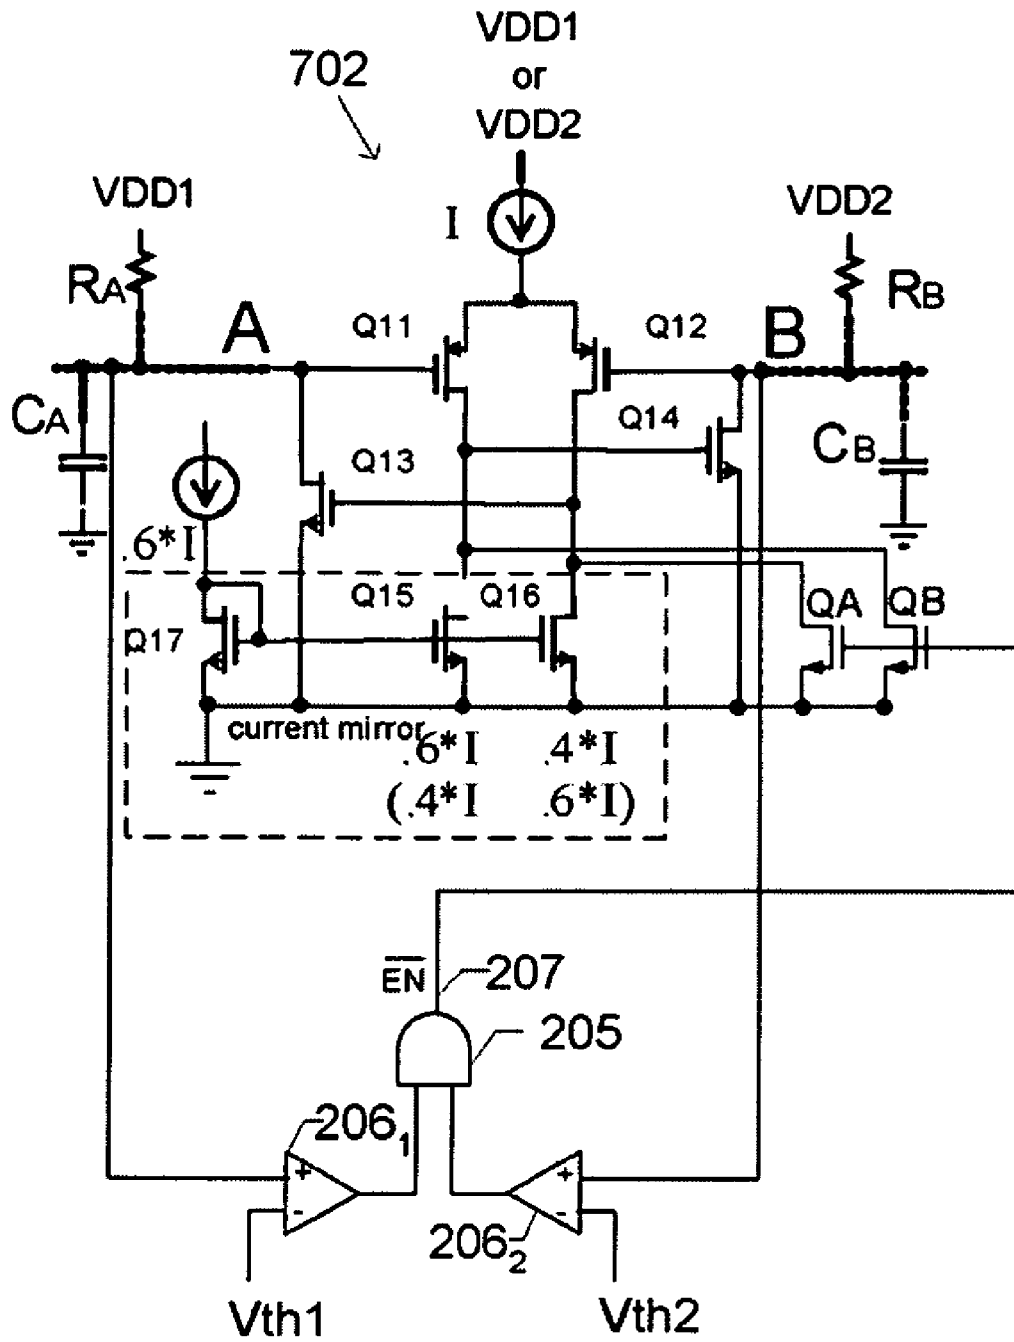 VDD1
or
VDD2
702
VDD1
I
VDD2
RA
RB
A
Q11
Q12
B
CA
Q14
CB
Q13
.6*I
Q15
Q16
QA
QB
Q17
current mirror
.6*I .4*I
(.4*I .6*I)
EN
207
205
2061
+
-
+
-
2062
Vth1
Vth2